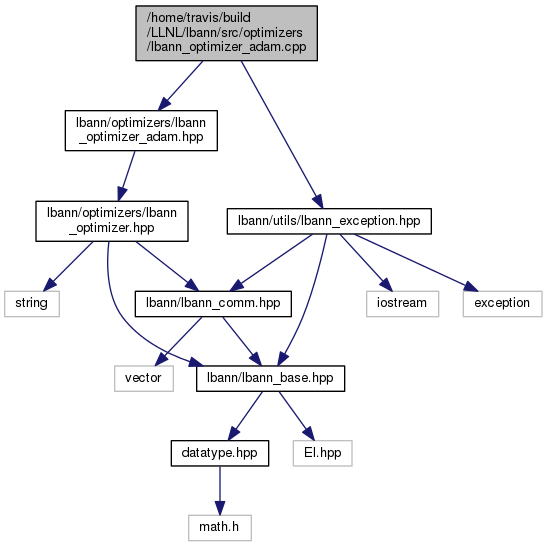 /home/travis/build
/LLNL/lbann/src/optimizers
/lbann_optimizer_adam.cpp
lbann/optimizers/lbann
_optimizer_adam.hpp
lbann/optimizers/lbann
_optimizer.hpp
lbann/utils/lbann_exception.hpp
string
lbann/lbann_comm.hpp
iostream
exception
vector
lbann/lbann_base.hpp
datatype.hpp
El.hpp
math.h